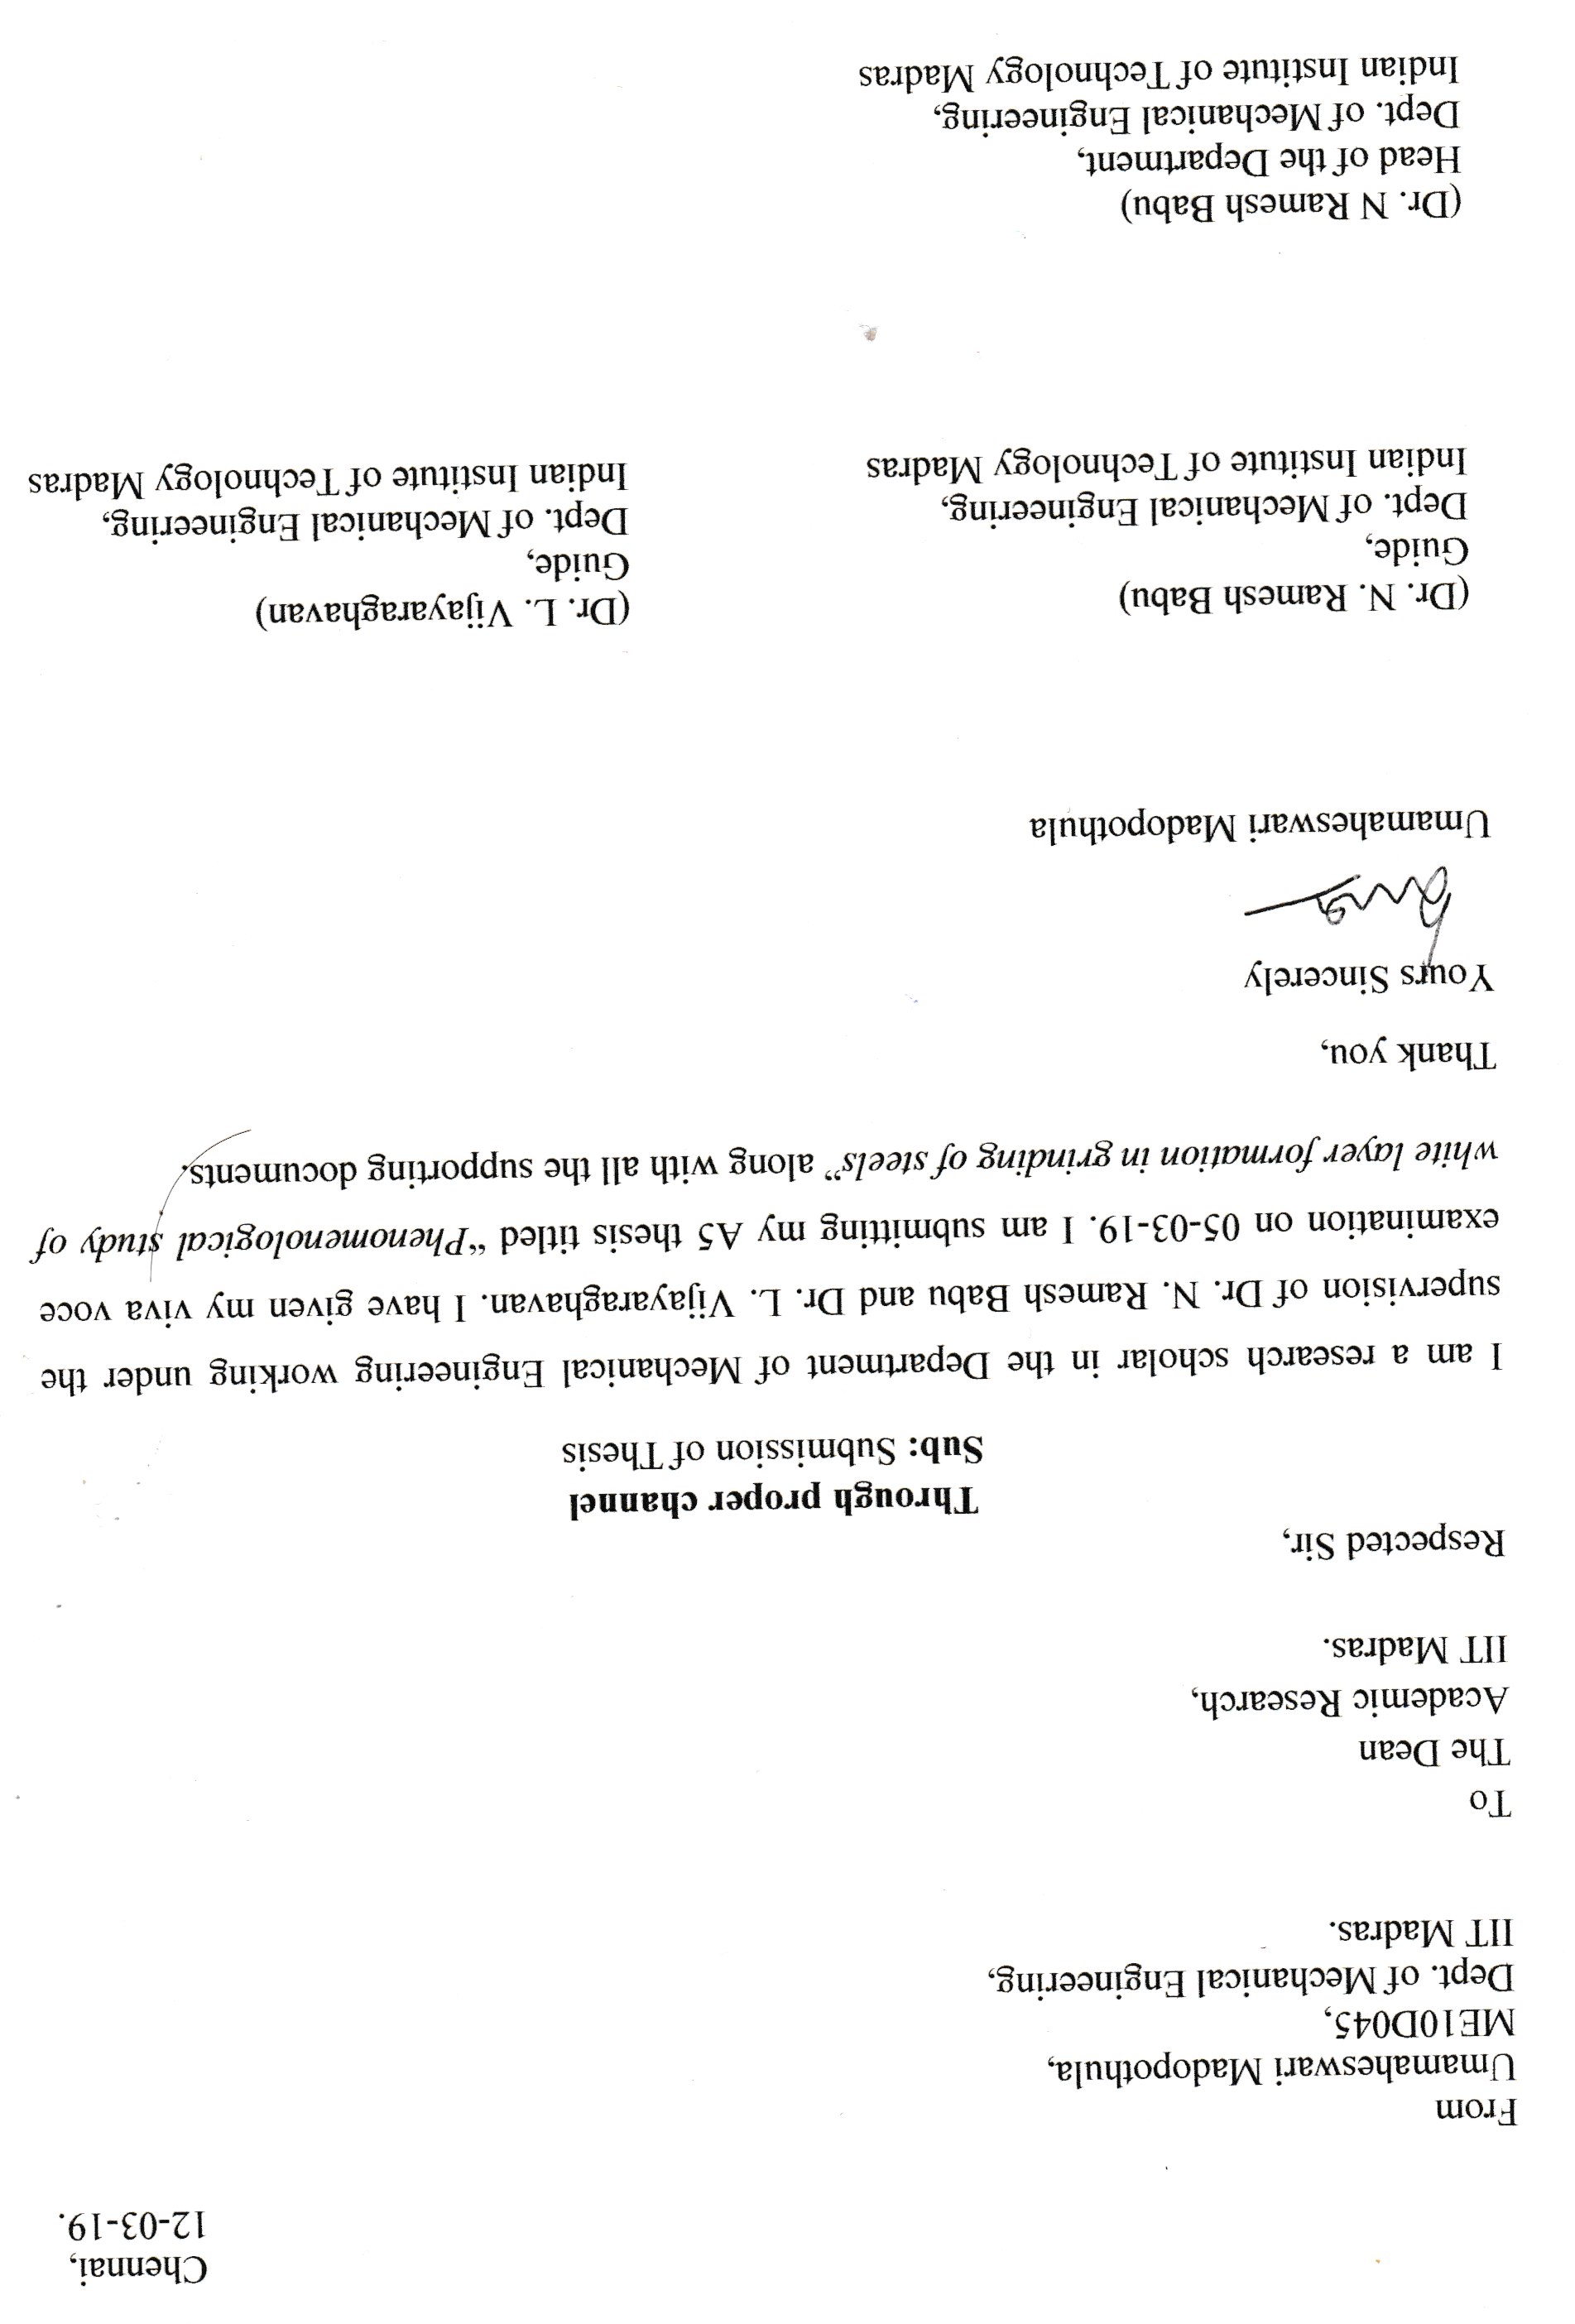 Chennai,
12-03-19.
From
Umamaheswari Madopothula,
ME10D045,
Dept. of Mechanical Engineering,
IIT Madras.
To
The Dean
Academic Research,
IIT Madras.
Respected Sir,
Through proper channel
Sub: Submission of Thesis
I am a research scholar in the Department of Mechanical Engineering working under the
supervision of Dr. N. Ramesh Babu and Dr. L. Vijayaraghavan. I have given my viva voce
examination on 05-03-19. I am submitting my A5 thesis titled “Phenomenological study of
white layer formation in grinding of steels” along with all the supporting documents.
Thank you,
Yours Sincerely
Umamaheswari Madopothula
(Dr. N. Ramesh Babu) (Dr. L. Vijayaraghavan)
Guide, Guide,
Dept. of Mechanical Engineering, Dept. of Mechanical Engineering,
Indian Institute of Technology Madras Indian Institute of Technology Madras
(Dr. N Ramesh Babu)
Head of the Department,
Dept. of Mechanical Engineering,
Indian Institute of Technology Madras